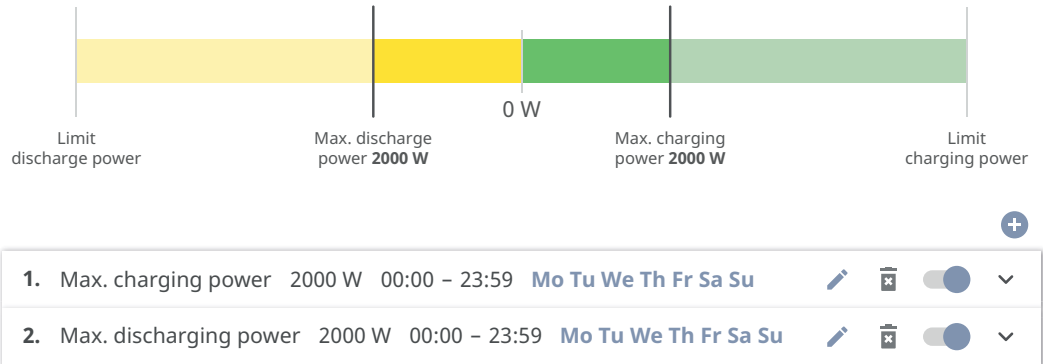 0 W
Limit
discharge power
Max. discharge
power 2000 W
Max. charging
power 2000 W
Limit
charging power
1. Max. charging power 2000 W 00:00 – 23:59 Mo Tu We Th Fr Sa Su
2. Max. discharging power 2000 W 00:00 – 23:59 Mo Tu We Th Fr Sa Su